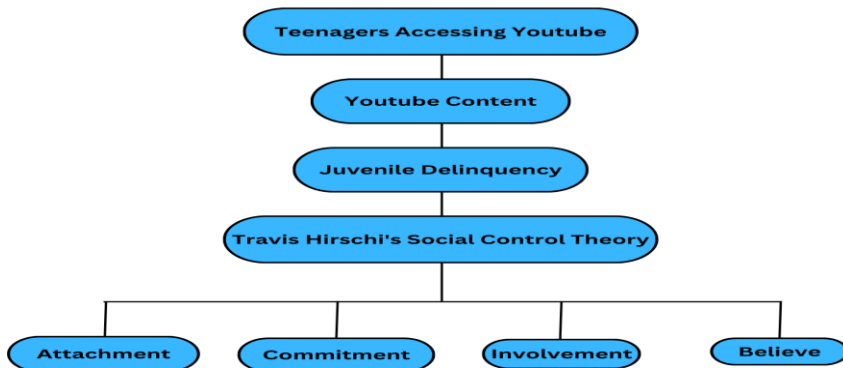 Teenagers Accessing Youtube
Youtube Content
Juvenile Delinquency
Travis Hirschi's Social Control Theory
Attachment
Commitment
Involvement
Believe